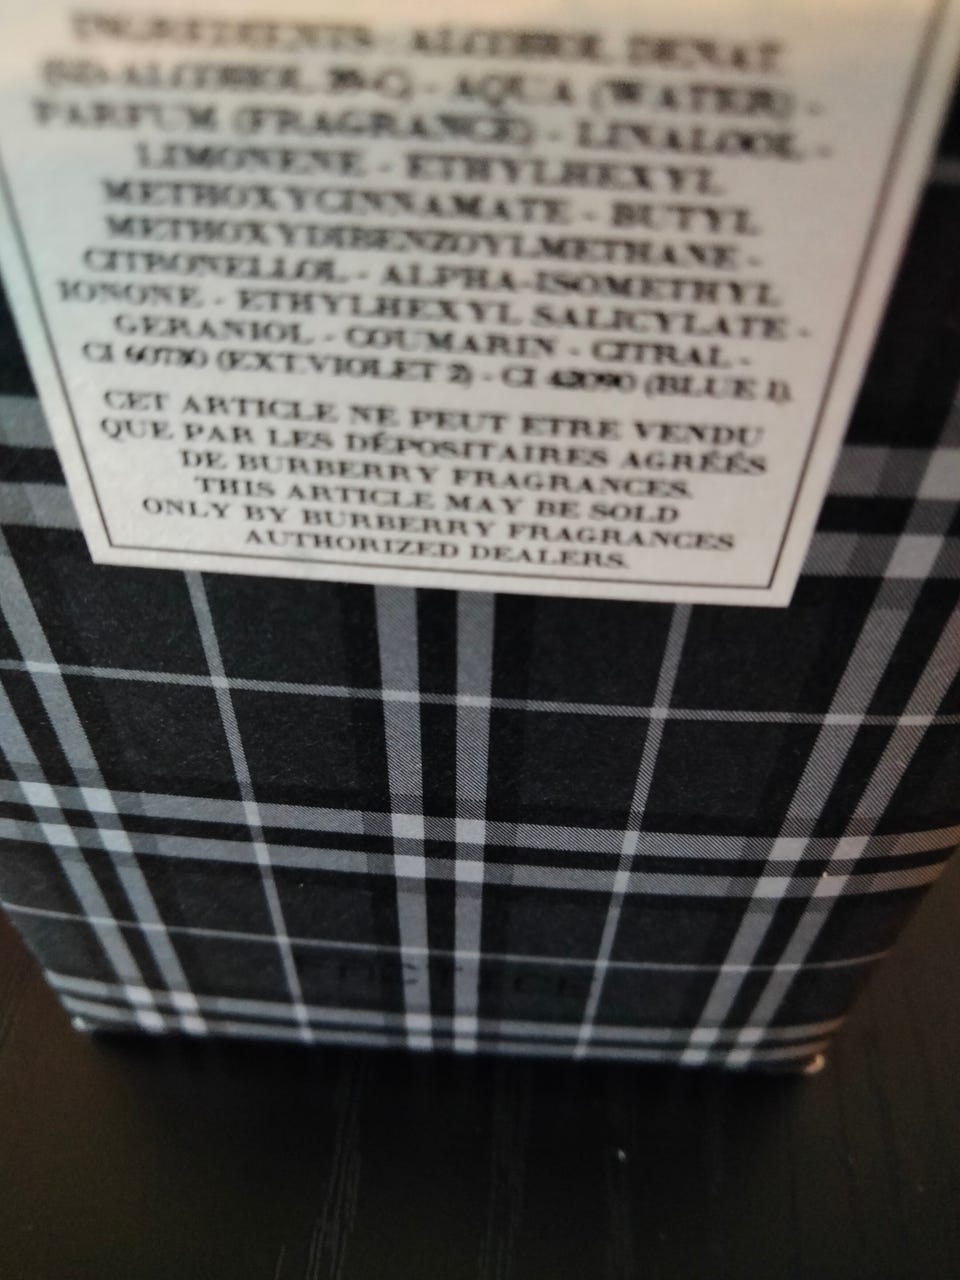 INGREDIENTS : ALCOHOL DENAT
(SD-ALCOHOL 39-C) - AQUA (WATER) -
PARFUM (FRAGRANCE) - LINALOOL -
LIMONENE - ETHYLHEXYL
METHOXYCINNAMATE - BUTYL
METHOXYDIBENZOYLMETHANE -
CITRONELLOL - ALPHA-ISOMETHYL
IONONE - ETHYLHEXYL SALICYLATE -
GERANIOL - COUMARIN - CITRAL -
CI 60730 (EXT.VIOLET 2) - CI 42090 (BLUE 1).
CET ARTICLE NE PEUT ETRE VENDU
QUE PAR LES DÉPOSITAIRES AGRÉÉS
DE BURBERRY FRAGRANCES.
THIS ARTICLE MAY BE SOLD
ONLY BY BURBERRY FRAGRANCES
AUTHORIZED DEALERS.